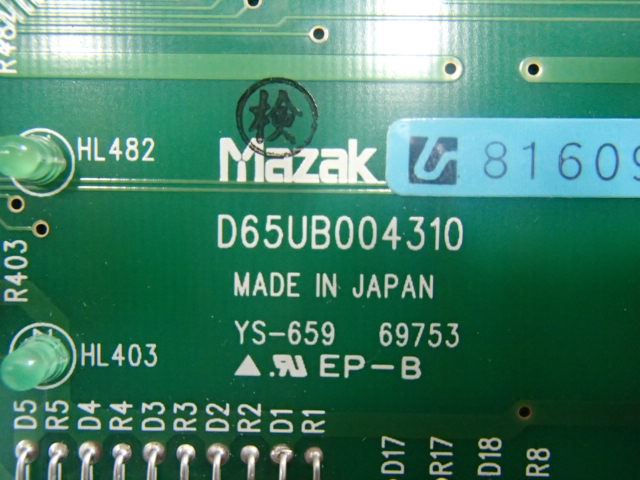 R482
検
HL482
Mazak
81609
D65UB004310
R403
MADE IN JAPAN
YS-659 69753
HL403
EP-B
D5 R5 D4 R4 D3 R3 D2 R2 D1 R1
D17 R17 D18 R8